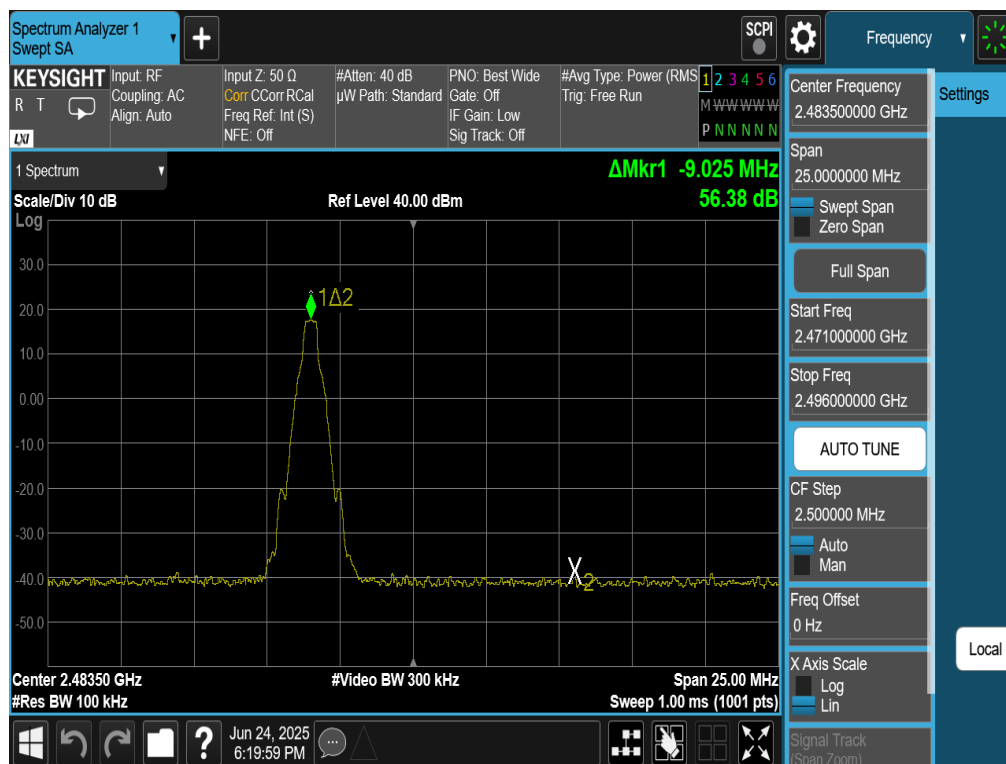 Spectrum Analyzer 1
Swept SA
+
SCPI
Frequency
KEYSIGHT
R T
LXI
Input: RF
Coupling: AC
Align: Auto
Input Z: 50 Ω
Corr CCorr RCal
Freq Ref: Int (S)
NFE: Off
#Atten: 40 dB
µW Path: Standard
PNO: Best Wide
Gate: Off
IF Gain: Low
Sig Track: Off
#Avg Type: Power (RMS
Trig: Free Run
1 2 3 4 5 6
M W W W W W
P N N N N N
1 Spectrum
ΔMkr1 -9.025 MHz
56.38 dB
Scale/Div 10 dB
Ref Level 40.00 dBm
Log
30.0
20.0
10.0
0.00
-10.0
-20.0
-30.0
-40.0
-50.0
1Δ2
X2
Center 2.48350 GHz
#Video BW 300 kHz
Span 25.00 MHz
#Res BW 100 kHz
Sweep 1.00 ms (1001 pts)
Center Frequency
2.483500000 GHz
Settings
Span
25.0000000 MHz
Swept Span
Zero Span
Full Span
Start Freq
2.471000000 GHz
Stop Freq
2.496000000 GHz
AUTO TUNE
CF Step
2.500000 MHz
Auto
Man
Freq Offset
0 Hz
X Axis Scale
Log
Lin
Local
Signal Track
(Span Zoom)
?
Jun 24, 2025
6:19:59 PM